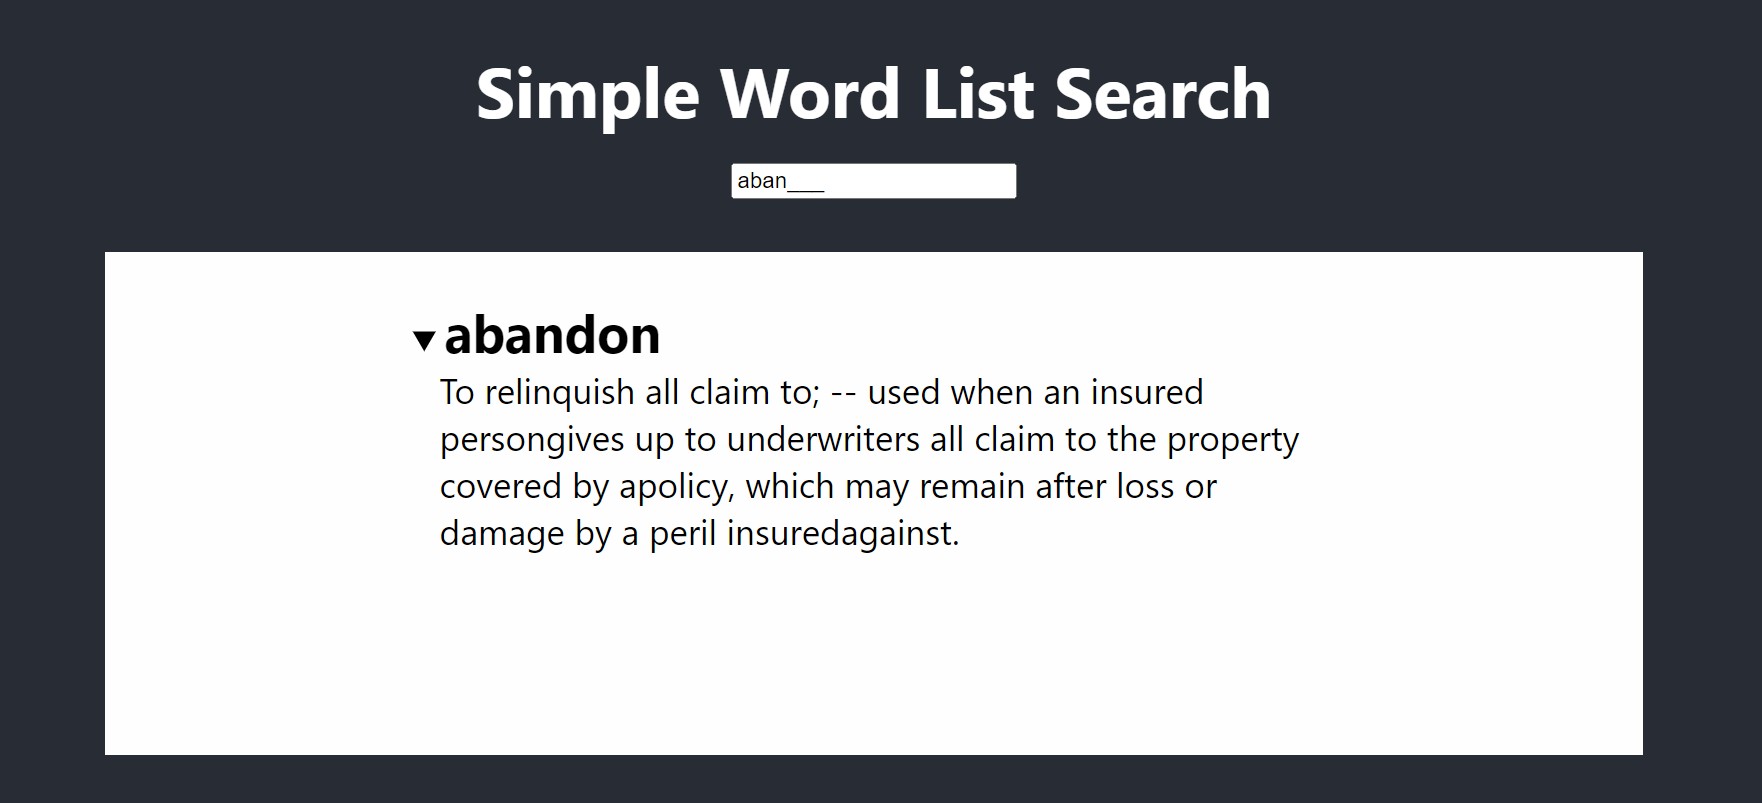 Simple Word List Search
aban___
abandon
To relinquish all claim to; -- used when an insured
persongives up to underwriters all claim to the property
covered by apolicy, which may remain after loss or
damage by a peril insuredagainst.